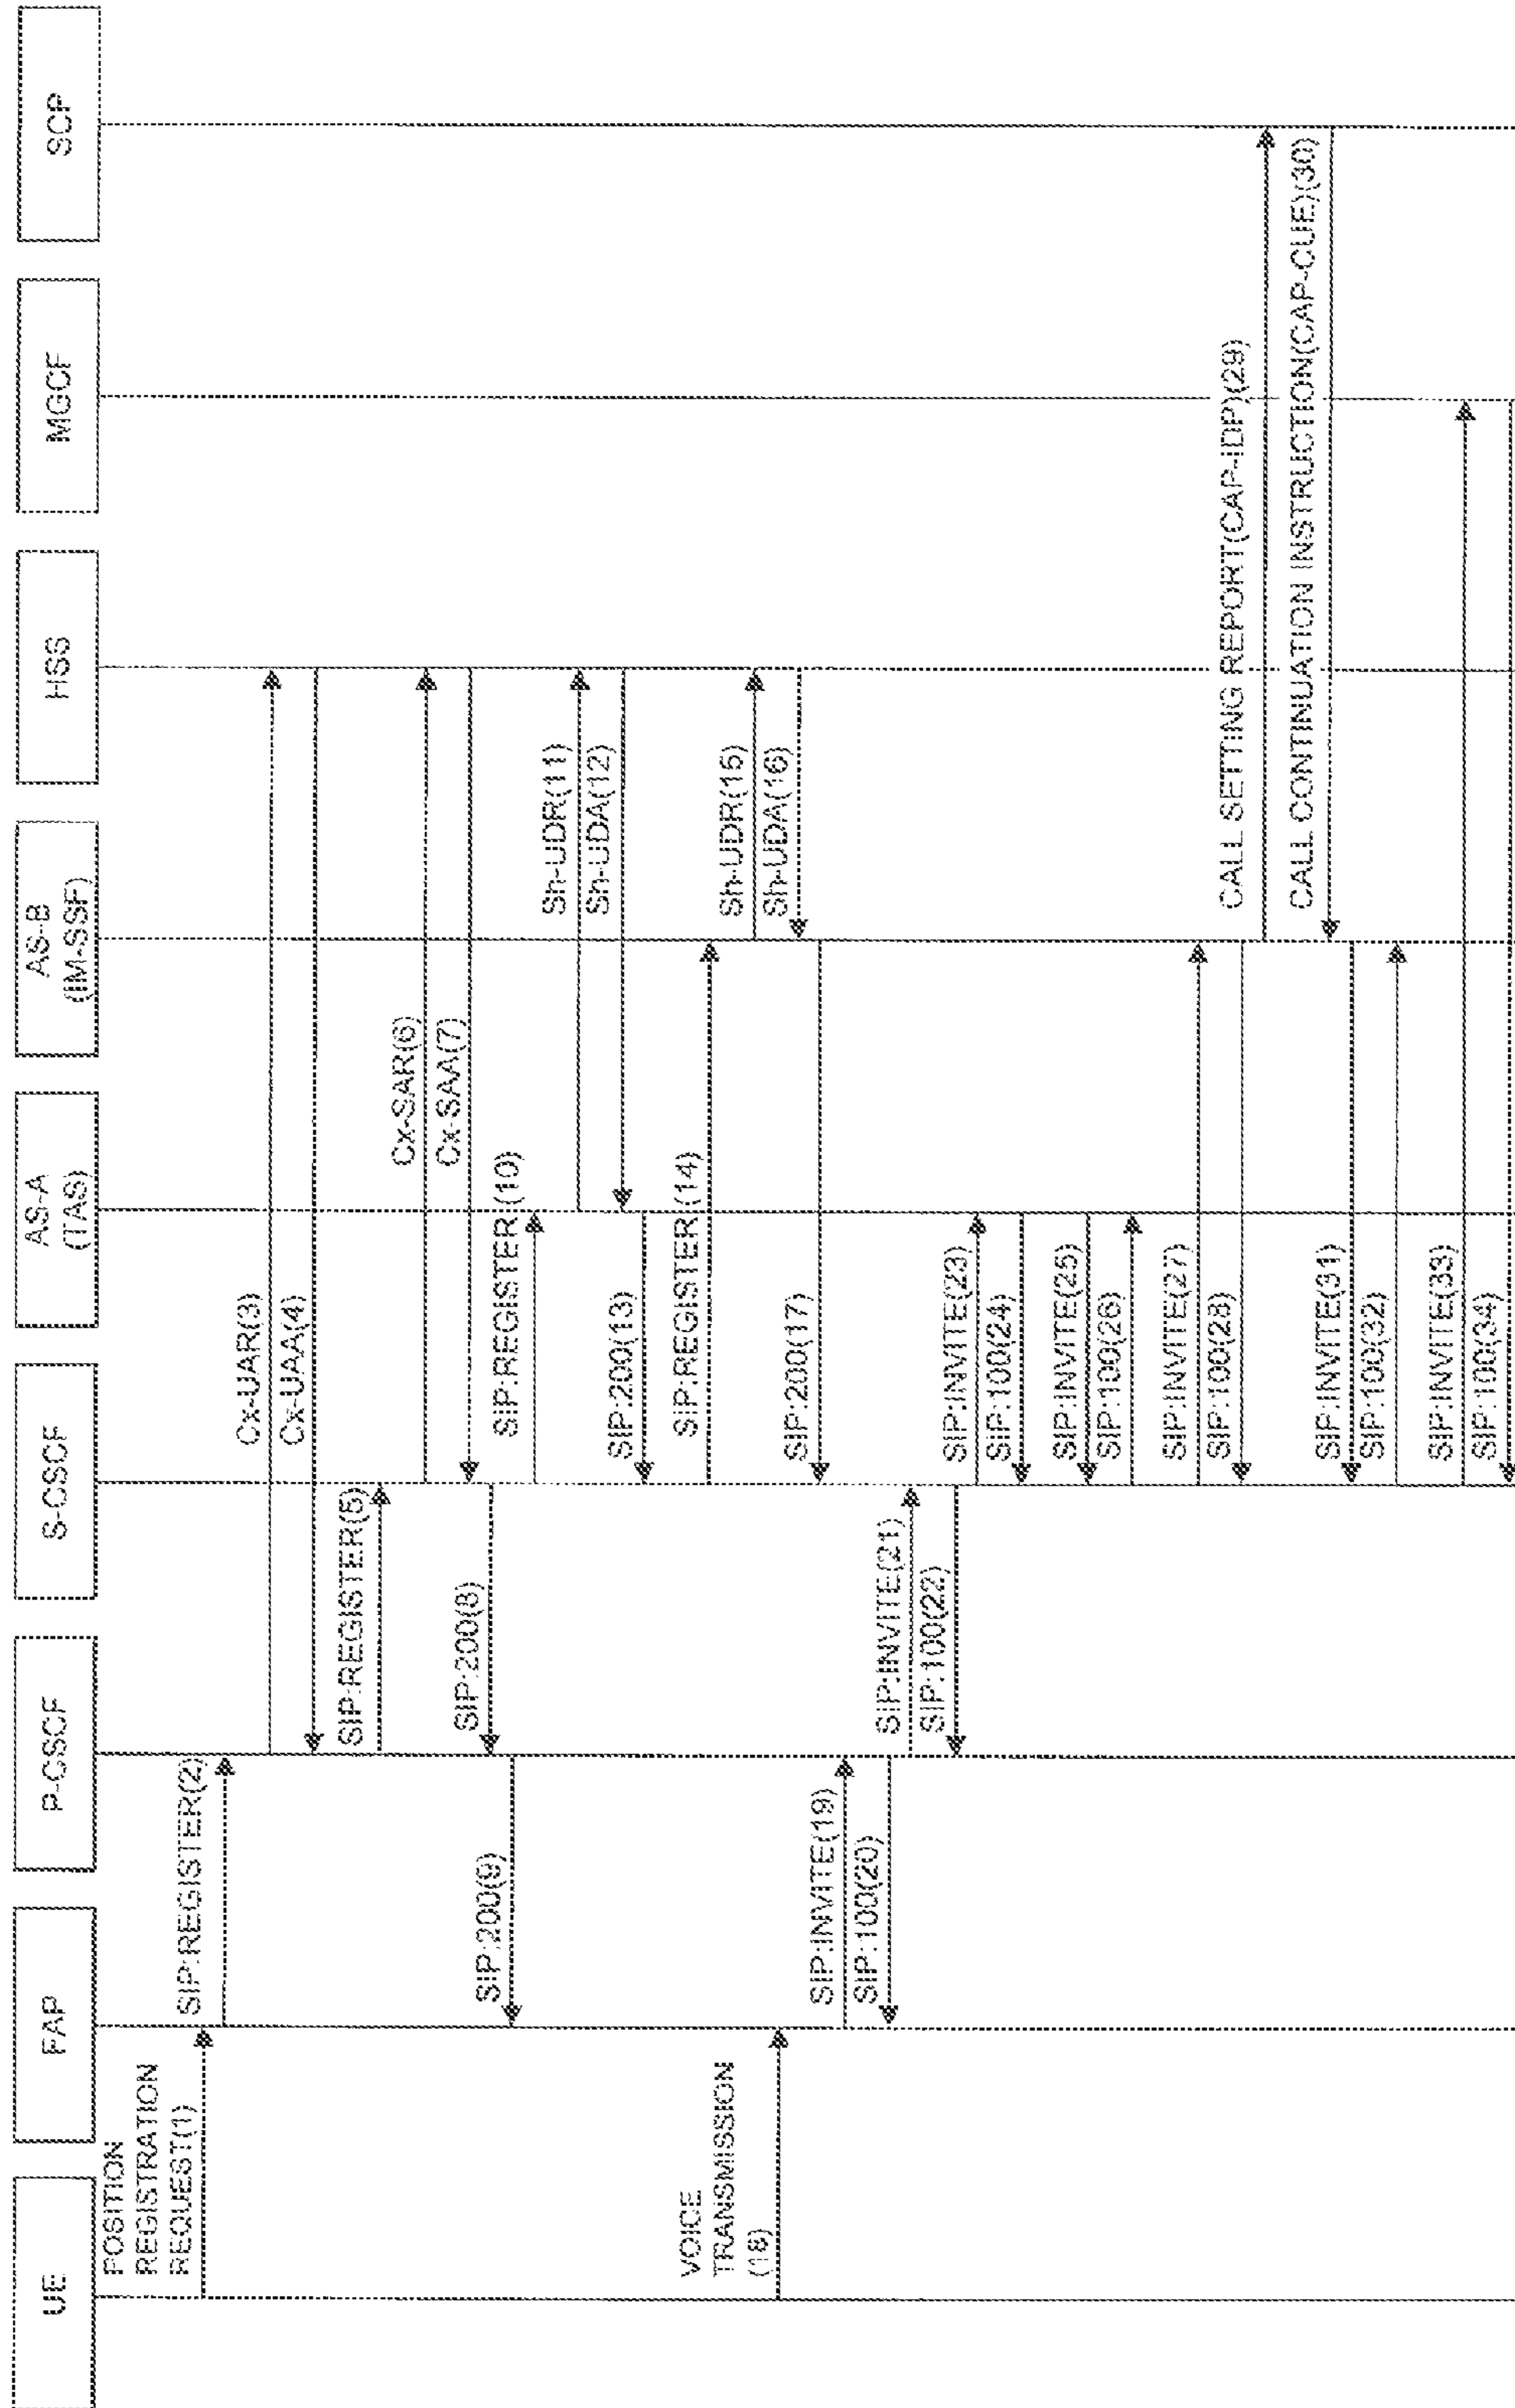 UE
FAP
P-CSCF
S-CSCF
AS-A
(TAS)
AS-B
(IM-SSF)
HSS
MGCF
SCP
POSITION
REGISTRATION
REQUEST(1)
SIP:REGISTER(2)
Cx-UAR(3)
Cx-UAA(4)
SIP:REGISTER(5)
Cx-SAR(6)
Cx-SAA(7)
SIP:200(8)
SIP:200(9)
SIP:REGISTER (10)
Sh-UDR(11)
Sh-UDA(12)
SIP:200(13)
SIP:REGISTER (14)
Sh-UDR(15)
Sh-UDA(16)
SIP:200(17)
VOICE
TRANSMISSION
(18)
SIP:INVITE(19)
SIP:100(20)
SIP:INVITE(21)
SIP:100(22)
SIP:INVITE(23)
SIP:100(24)
SIP:INVITE(25)
SIP:100(26)
SIP:INVITE(27)
SIP:100(28)
CALL SETTING REPORT(CAP-IDP)(29)
CALL CONTINUATION INSTRUCTION(CAP-CUE)(30)
SIP:INVITE(31)
SIP:100(32)
SIP:INVITE(33)
SIP:100(34)